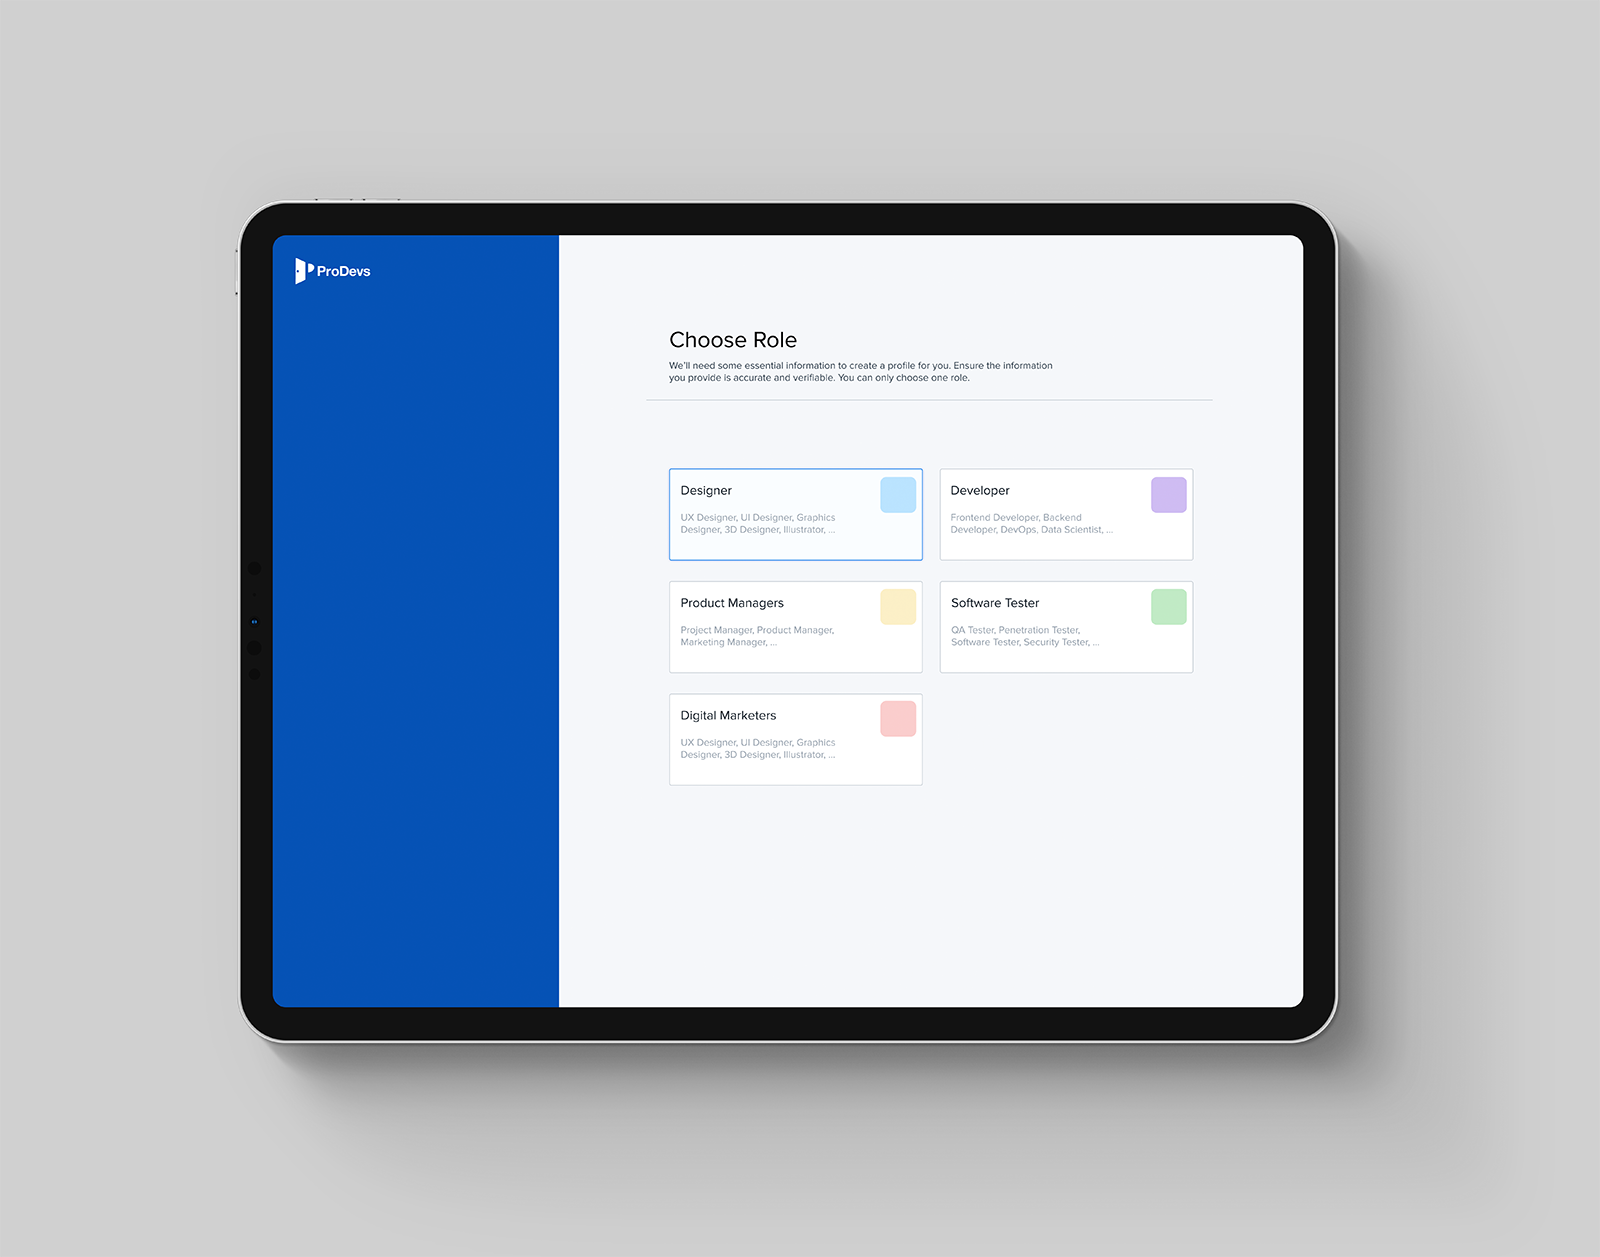 ProDevs
Choose Role
We'll need some essential information to create a profile for you. Ensure the information
you provide is accurate and verifiable. You can only choose one role.
Designer
UX Designer, UI Designer, Graphics
Designer, 3D Designer, Illustrator, ...
Developer
Frontend Developer, Backend
Developer, DevOps, Data Scientist, ...
Product Managers
Project Manager, Product Manager,
Marketing Manager, ...
Software Tester
QA Tester, Penetration Tester,
Software Tester, Security Tester, ...
Digital Marketers
UX Designer, UI Designer, Graphics
Designer, 3D Designer, Illustrator, ...